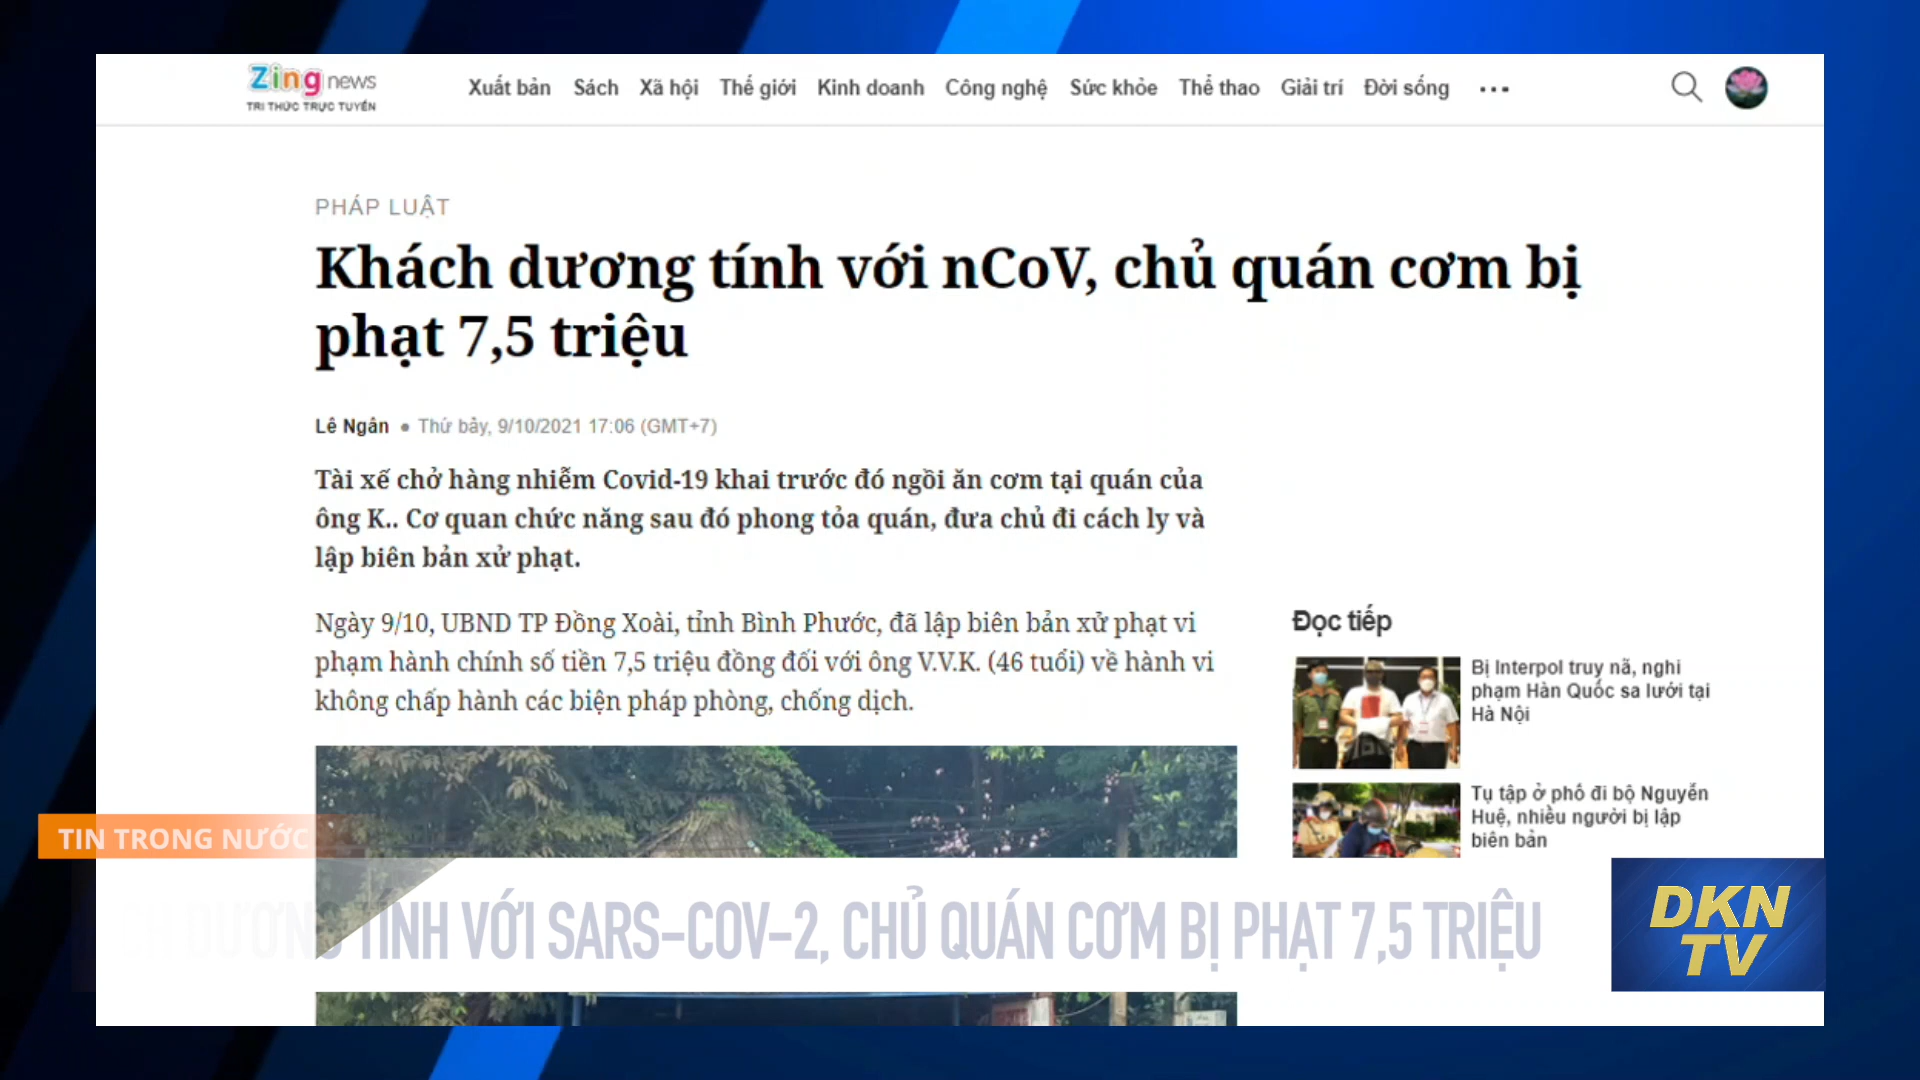 Zing news
TRI THỨC TRỰC TUYẾN
Xuất bản Sách Xã hội Thế giới Kinh doanh Công nghệ Sức khỏe Thể thao Giải trí Đời sống
PHÁP LUẬT
Khách dương tính với nCoV, chủ quán cơm bị
phạt 7,5 triệu
Lê Ngân • Thứ bảy, 9/10/2021 17:06 (GMT+7)
Tài xế chở hàng nhiễm Covid-19 khai trước đó ngồi ăn cơm tại quán của
ông K.. Cơ quan chức năng sau đó phong tỏa quán, đưa chủ đi cách ly và
lập biên bản xử phạt.
Ngày 9/10, UBND TP Đồng Xoài, tỉnh Bình Phước, đã lập biên bản xử phạt vi
phạm hành chính số tiền 7,5 triệu đồng đối với ông V.V.K. (46 tuổi) về hành vi
không chấp hành các biện pháp phòng, chống dịch.
Đọc tiếp
Bị Interpol truy nã, nghi
phạm Hàn Quốc sa lưới tại
Hà Nội
Tụ tập ở phố đi bộ Nguyễn
Huệ, nhiều người bị lập
biên bản
TIN TRONG NƯỚC
DƯƠNG TÍNH VỚI SARS-COV-2, CHỦ QUÁN CƠM BỊ PHẠT 7,5 TRIỆU
DKN
TV